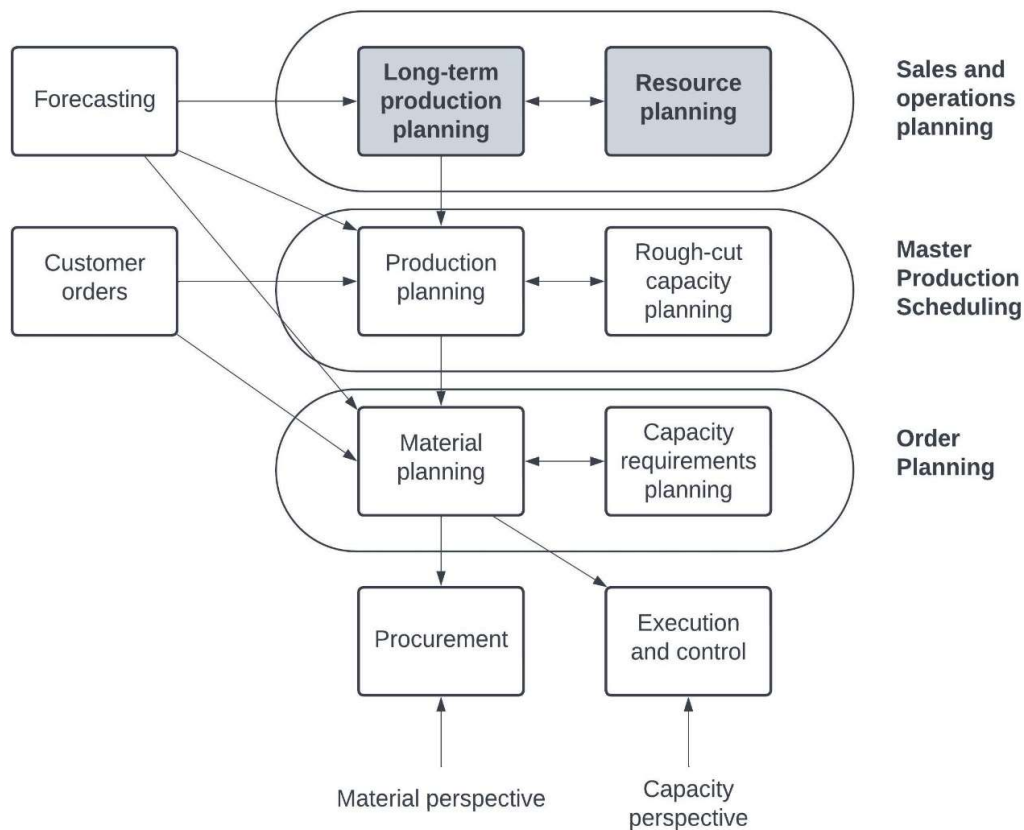 Forecasting
Long-term
production
planning
Resource
planning
Sales and
operations
planning
Customer
orders
Production
planning
Rough-cut
capacity
planning
Master
Production
Scheduling
Material
planning
Capacity
requirements
planning
Order
Planning
Procurement
Execution
and control
Material perspective
Capacity
perspective